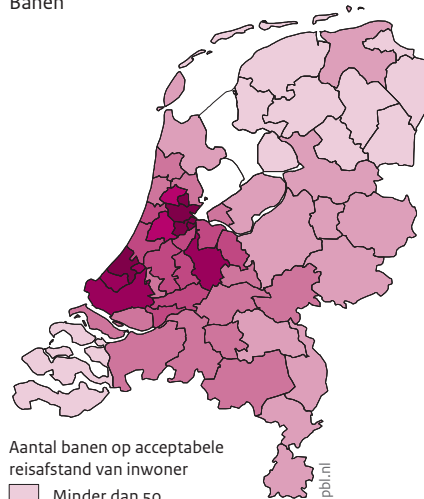 Banen
Aantal banen op acceptabele
reisafstand van inwoner
Minder dan 50
pbl.nl